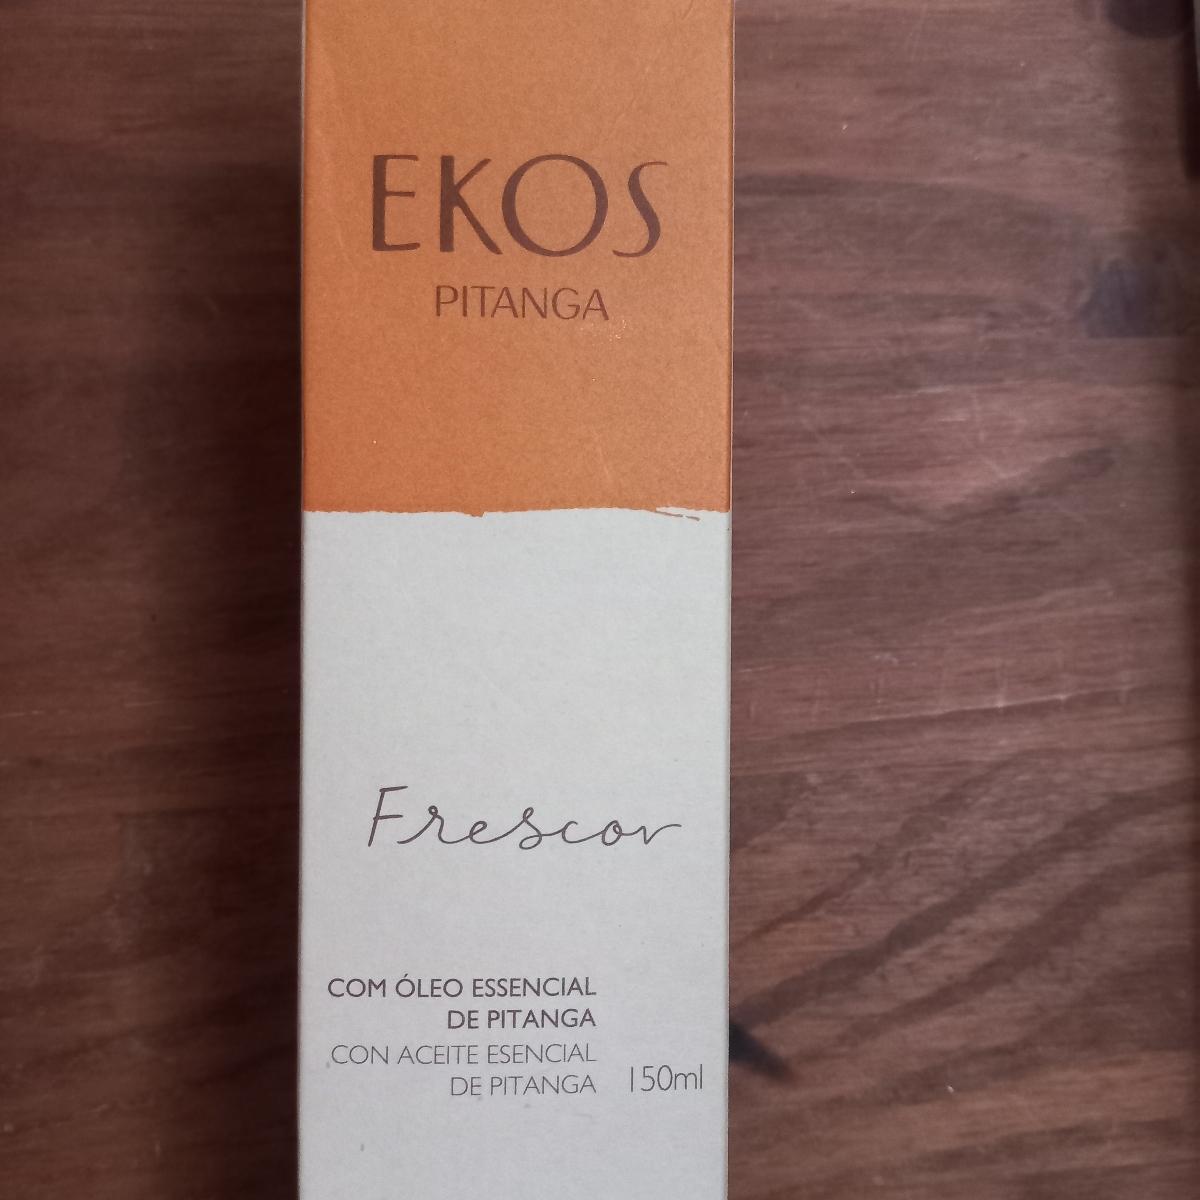 EKOS
PITANGA
Frescor
COM ÓLEO ESSENCIAL
DE PITANGA
CON ACEITE ESENCIAL
DE PITANGA
150ml